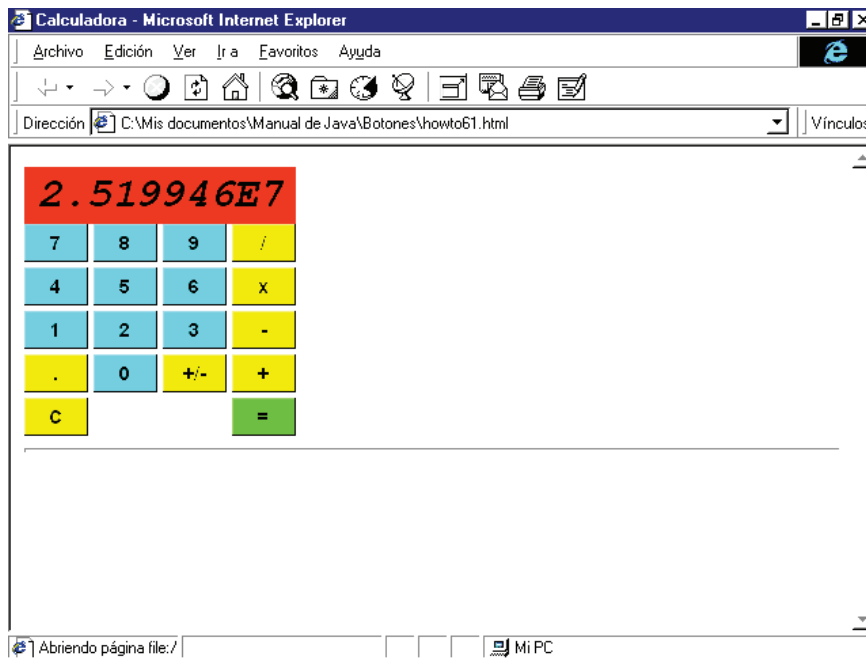 Calculadora - Microsoft Internet Explorer
Archivo Edición Ver Ir a Favoritos Ayuda
Dirección C:\Mis documentos\Manual de Java\Botones\howto61.html Vínculos
2.519946E7
7 8 9 /
4 5 6 x
1 2 3 -
. 0 +/- +
C =
Abriendo página file:/ Mi PC